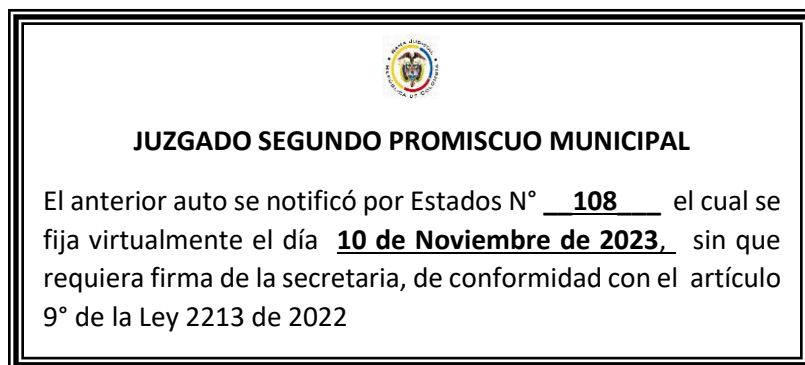 JUZGADO SEGUNDO PROMISCUO MUNICIPAL
El anterior auto se notificó por Estados N° __108___ el cual se
fija virtualmente el día 10 de Noviembre de 2023, sin que
requiera firma de la secretaria, de conformidad con el artículo
9° de la Ley 2213 de 2022